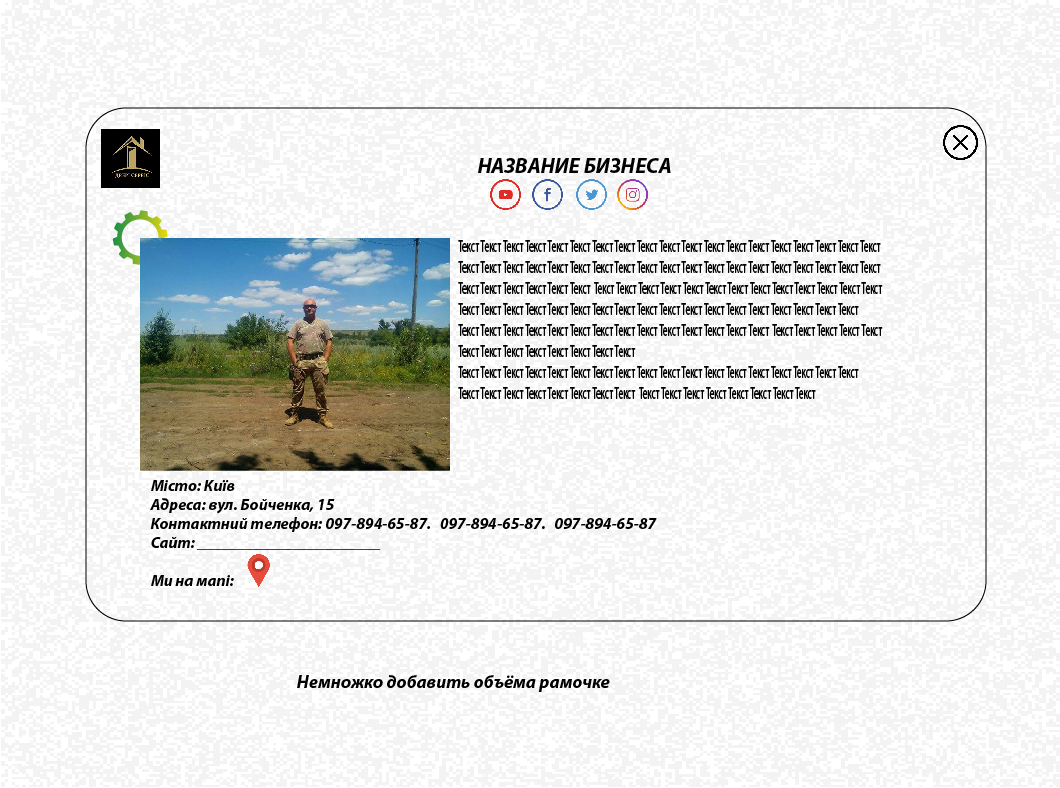 НАЗВАНИЕ БИЗНЕСА
Текст Текст Текст Текст Текст Текст Текст Текст Текст Текст Текст Текст Текст Текст Текст Текст Текст Текст Текст
Текст Текст Текст Текст Текст Текст Текст Текст Текст Текст Текст Текст Текст Текст Текст Текст Текст Текст Текст
Текст Текст Текст Текст Текст Текст Текст Текст Текст Текст Текст Текст Текст Текст Текст Текст Текст Текст Текст
Текст Текст Текст Текст Текст Текст Текст Текст Текст Текст Текст Текст Текст Текст Текст Текст Текст Текст
Текст Текст Текст Текст Текст Текст Текст Текст Текст Текст Текст Текст Текст Текст Текст Текст Текст Текст Текст
Текст Текст Текст Текст Текст Текст Текст Текст
Текст Текст Текст Текст Текст Текст Текст Текст Текст Текст Текст Текст Текст Текст Текст Текст Текст Текст
Текст Текст Текст Текст Текст Текст Текст Текст Текст Текст Текст Текст Текст Текст Текст Текст
Місто: Київ
Адреса: вул. Бойченка, 15
Контактний телефон: 097-894-65-87. 097-894-65-87. 097-894-65-87
Сайт: _______________________
Ми на мапі:
Немножко добавить объёма рамочке